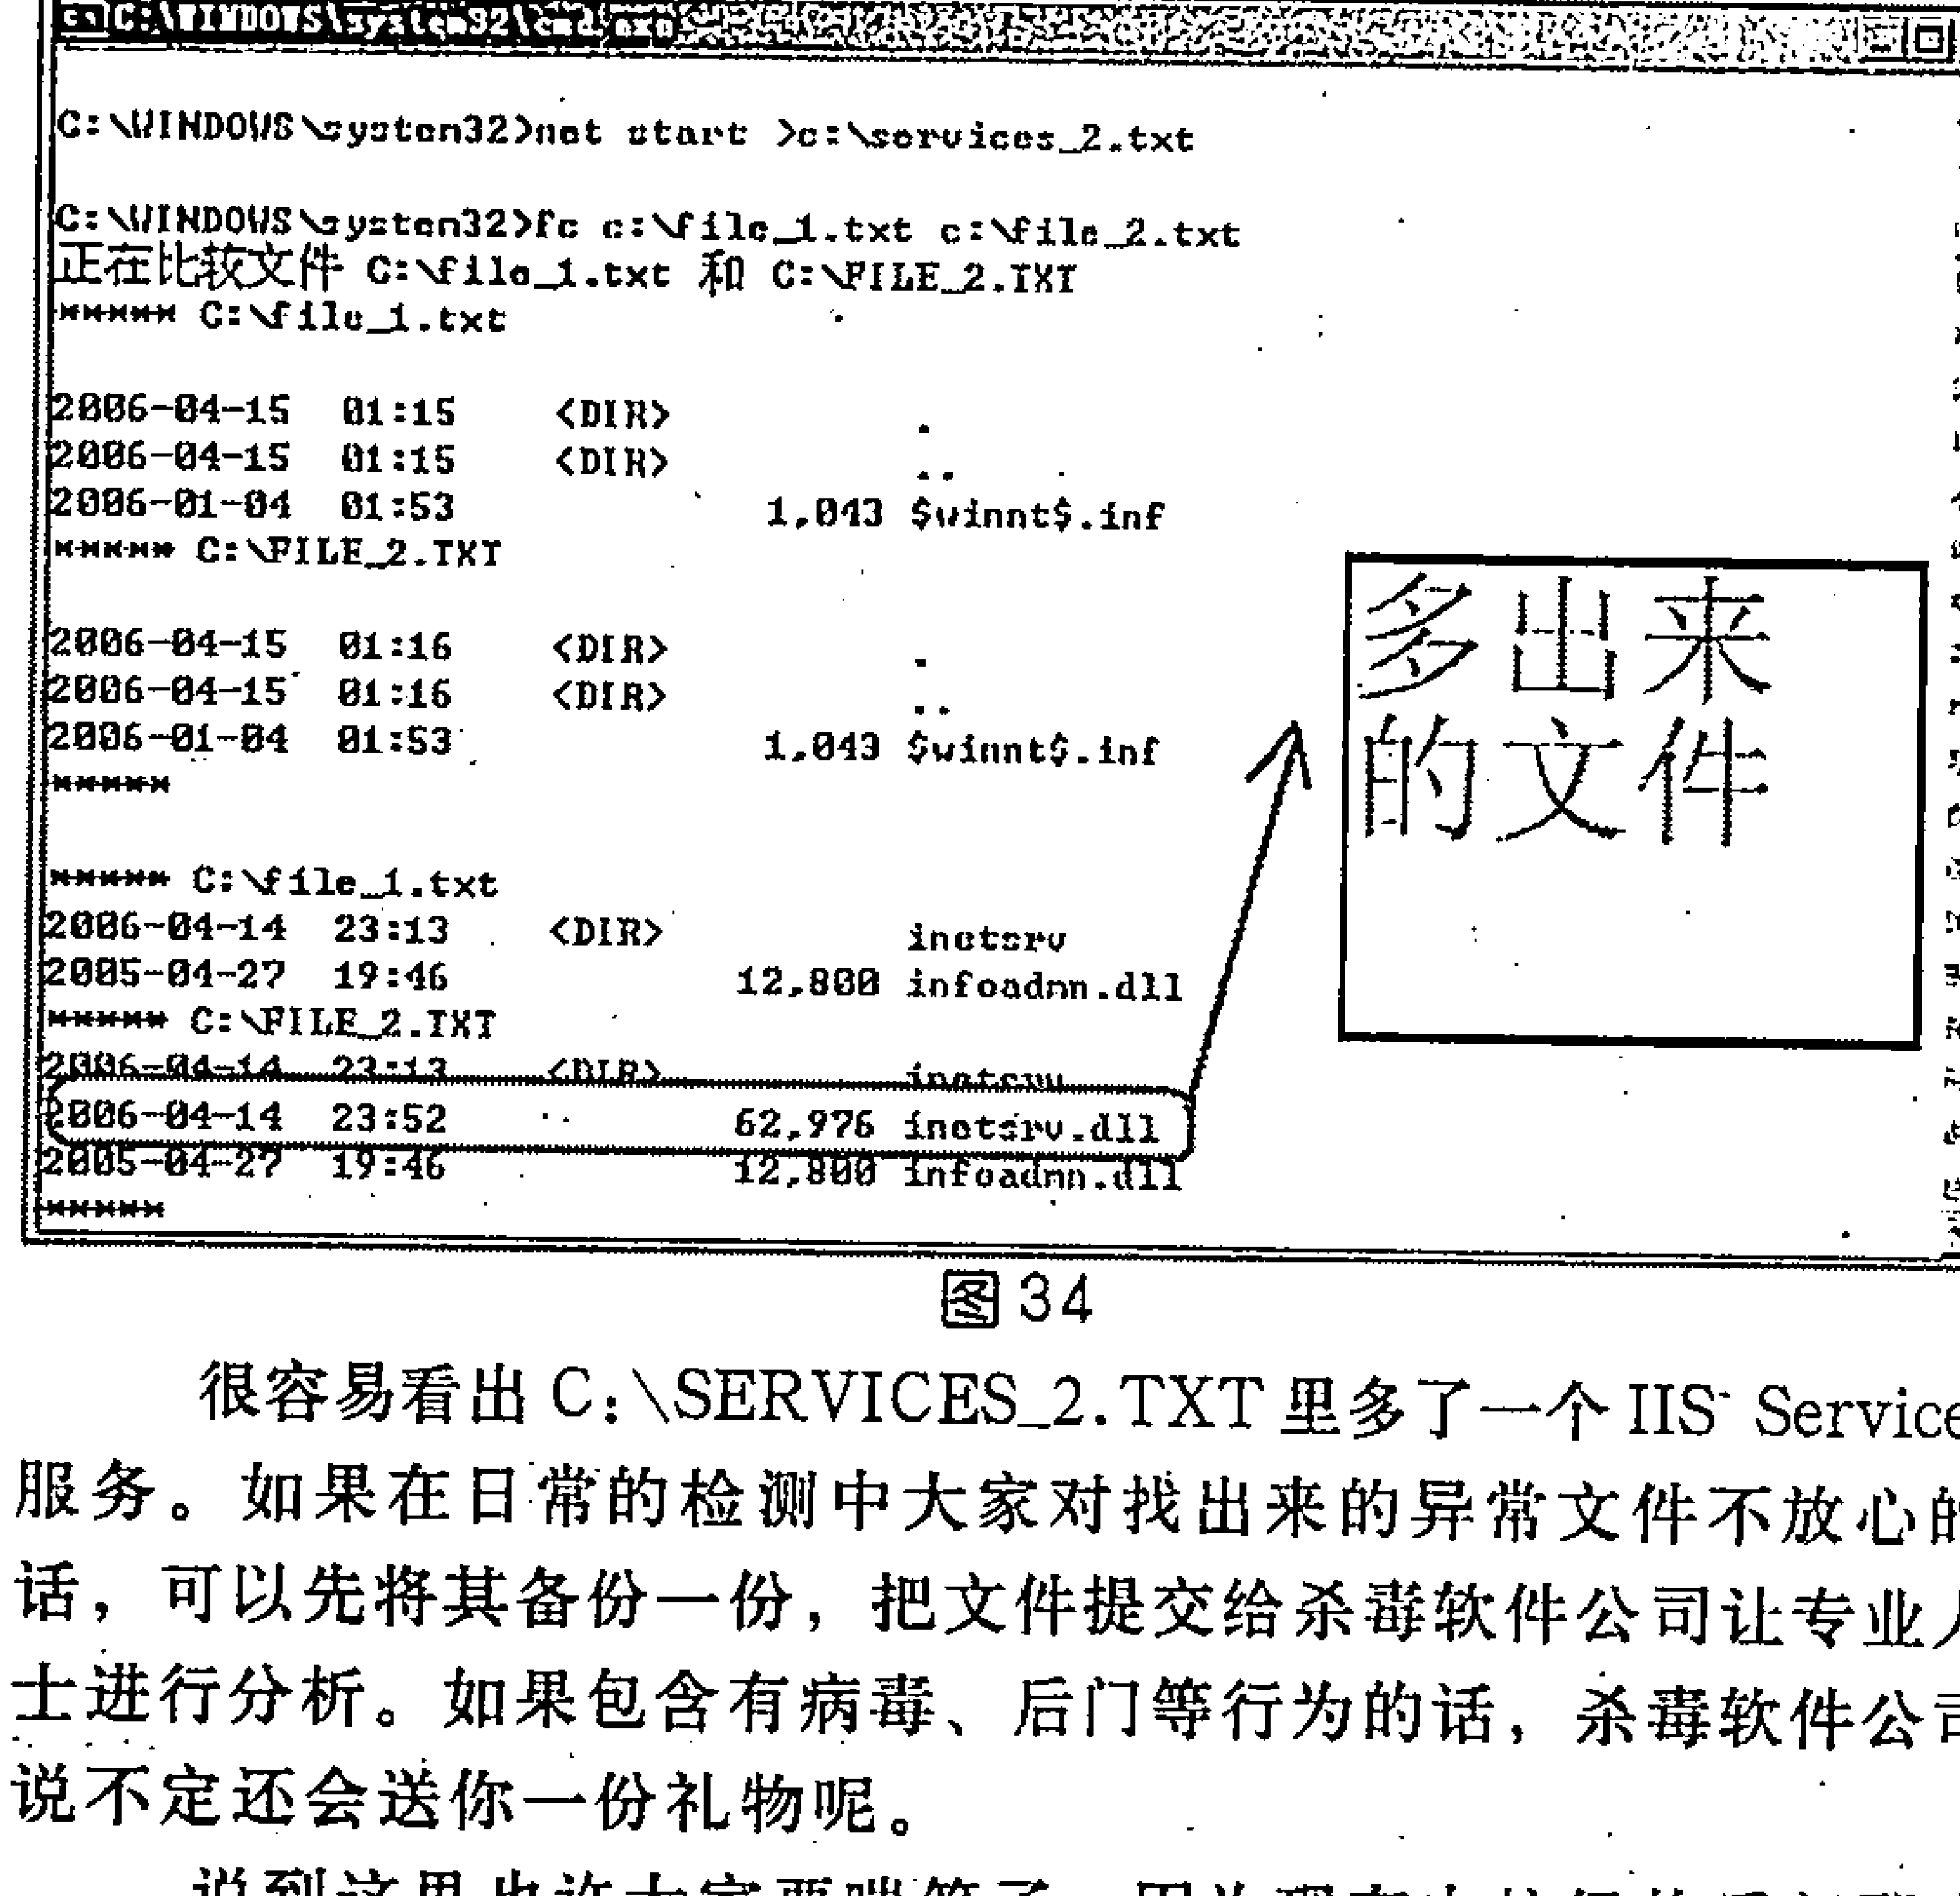 C:\WINDOWS\system32\cmd.exe
C:\WINDOWS\system32>net start >c:\services_2.txt
C:\WINDOWS\system32>fc c:\file_1.txt c:\file_2.txt
正在比较文件 C:\file_1.txt 和 C:\FILE_2.TXT
***** C:\file_1.txt
2006-04-15 01:15 <DIR> .
2006-04-15 01:15 <DIR> ..
2006-01-04 01:53 1,043 $winnt$.inf
***** C:\FILE_2.TXT
2006-04-15 01:16 <DIR> .
2006-04-15 01:16 <DIR> ..
2006-01-04 01:53 1,043 $winnt$.inf
*****
多出来
的文件
***** C:\file_1.txt
2006-04-14 23:13 <DIR> inetsrv
2005-04-27 19:46 12,800 infoadmn.dll
***** C:\FILE_2.TXT
2006-04-14 23:13 <DIR> inetsrv
2006-04-14 23:52 62,976 inetsrv.dll
2005-04-27 19:46 12,800 infoadmn.dll
*****
图 34
很容易看出 C:\SERVICES_2.TXT 里多了一个 IIS Service
服务。如果在日常的检测中大家对找出来的异常文件不放心的
话，可以先将其备份一份，把文件提交给杀毒软件公司让专业人
士进行分析。如果包含有病毒、后门等行为的话，杀毒软件公司
说不定还会送你一份礼物呢。